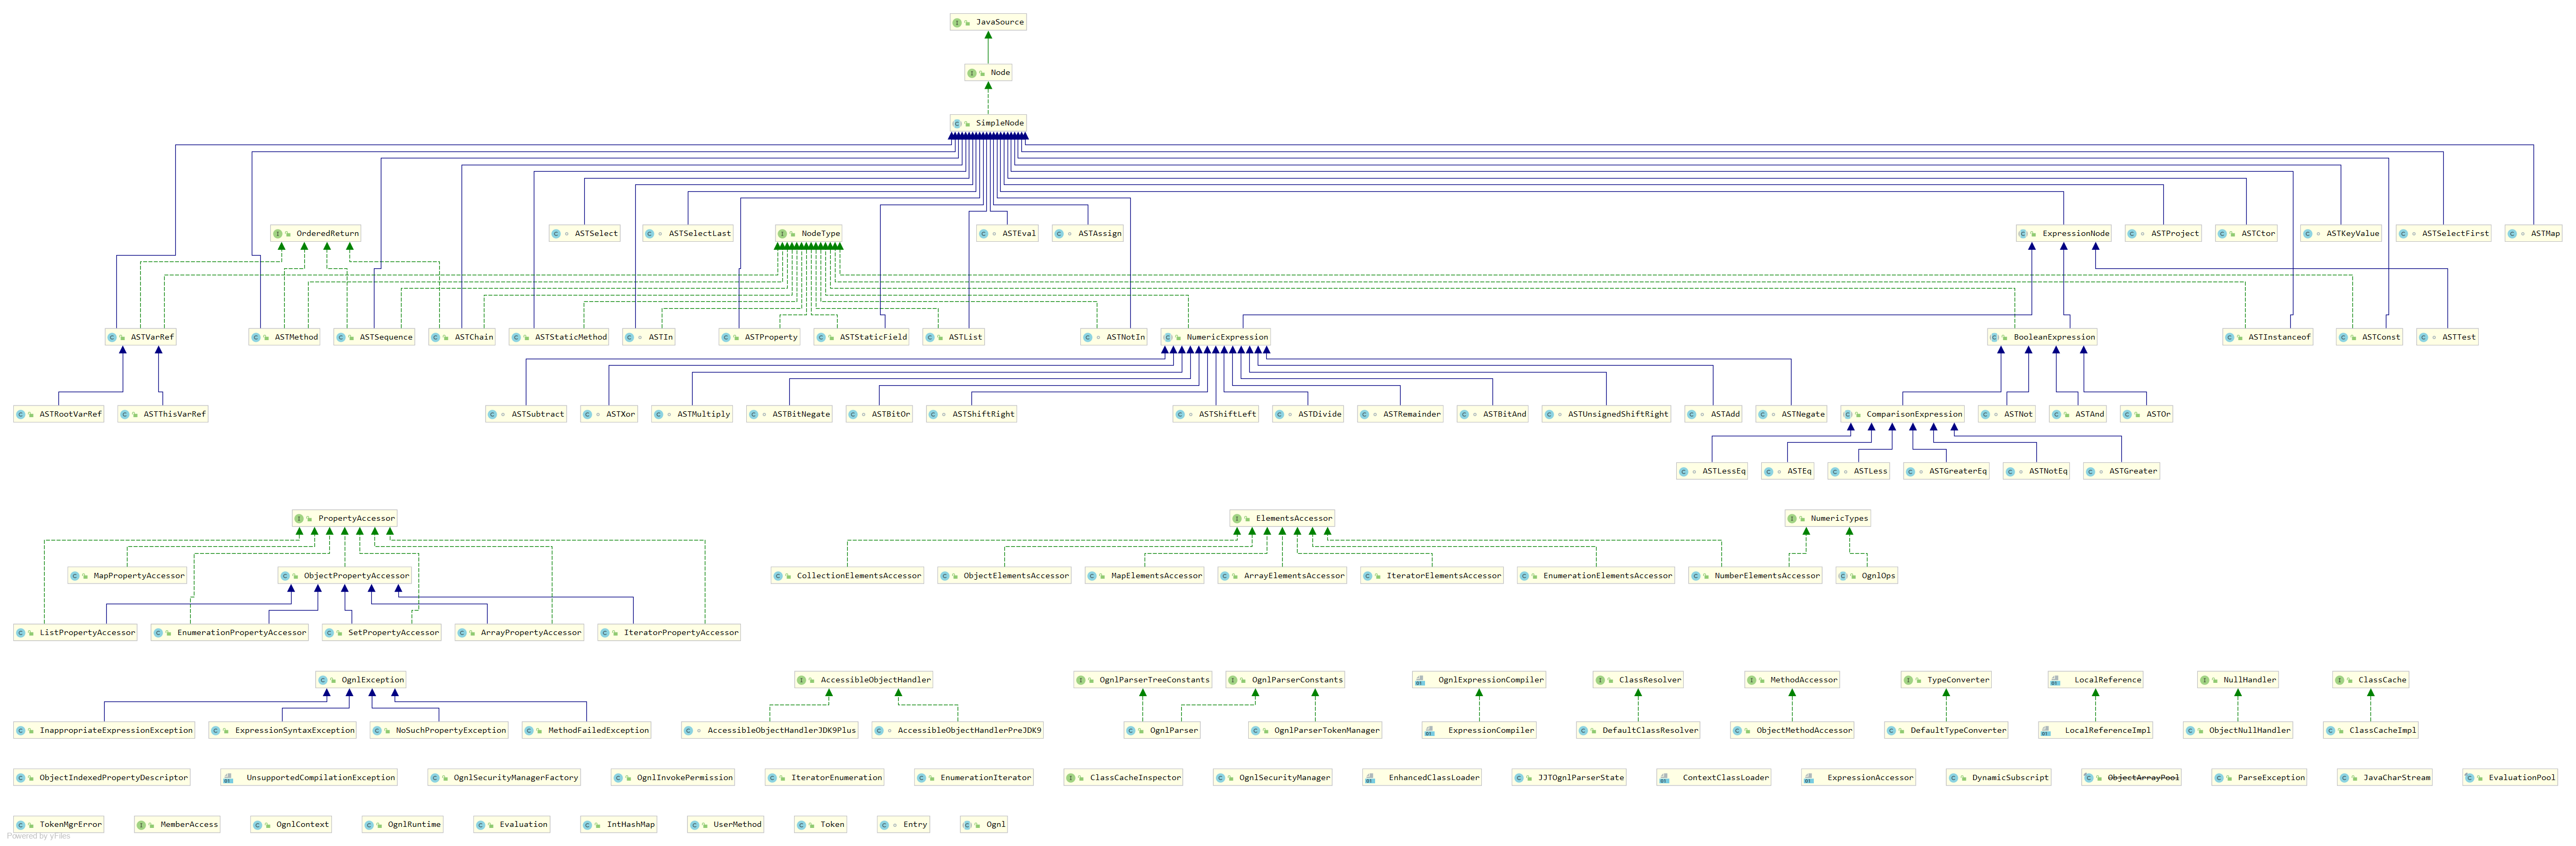 JavaSource
Node
SimpleNode
OrderedReturn
ASTSelect
ASTSelectLast
NodeType
ASTEval
ASTAssign
ExpressionNode
ASTProject
ASTCtor
ASTKeyValue
ASTSelectFirst
ASTMap
ASTVarRef
ASTMethod
ASTSequence
ASTChain
ASTStaticMethod
ASTIn
ASTProperty
ASTStaticField
ASTList
ASTNotIn
NumericExpression
BooleanExpression
ASTInstanceof
ASTConst
ASTTest
ASTRootVarRef
ASTThisVarRef
ASTSubtract
ASTXor
ASTMultiply
ASTBitNegate
ASTBitOr
ASTShiftRight
ASTShiftLeft
ASTDivide
ASTRemainder
ASTBitAnd
ASTUnsignedShiftRight
ASTAdd
ASTNegate
ComparisonExpression
ASTNot
ASTAnd
ASTOr
ASTLessEq
ASTEq
ASTLess
ASTGreaterEq
ASTNotEq
ASTGreater
PropertyAccessor
ElementsAccessor
NumericTypes
MapPropertyAccessor
ObjectPropertyAccessor
CollectionElementsAccessor
ObjectElementsAccessor
MapElementsAccessor
ArrayElementsAccessor
IteratorElementsAccessor
EnumerationElementsAccessor
NumberElementsAccessor
OgnlOps
ListPropertyAccessor
EnumerationPropertyAccessor
SetPropertyAccessor
ArrayPropertyAccessor
IteratorPropertyAccessor
OgnlException
AccessibleObjectHandler
OgnlParserTreeConstants
OgnlParserConstants
OgnlExpressionCompiler
ClassResolver
MethodAccessor
TypeConverter
LocalReference
NullHandler
ClassCache
InappropriateExpressionException
ExpressionSyntaxException
NoSuchPropertyException
MethodFailedException
AccessibleObjectHandlerJDK9Plus
AccessibleObjectHandlerPreJDK9
OgnlParser
OgnlParserTokenManager
ExpressionCompiler
DefaultClassResolver
ObjectMethodAccessor
DefaultTypeConverter
LocalReferenceImpl
ObjectNullHandler
ClassCacheImpl
ObjectIndexedPropertyDescriptor
UnsupportedCompilationException
OgnlSecurityManagerFactory
OgnlInvokePermission
IteratorEnumeration
EnumerationIterator
ClassCacheInspector
OgnlSecurityManager
EnhancedClassLoader
JJTOgnlParserState
ContextClassLoader
ExpressionAccessor
DynamicSubscript
ObjectArrayPool
ParseException
JavaCharStream
EvaluationPool
TokenMgrError
MemberAccess
OgnlContext
OgnlRuntime
Evaluation
IntHashMap
UserMethod
Token
Entry
Ognl
Powered by yFiles